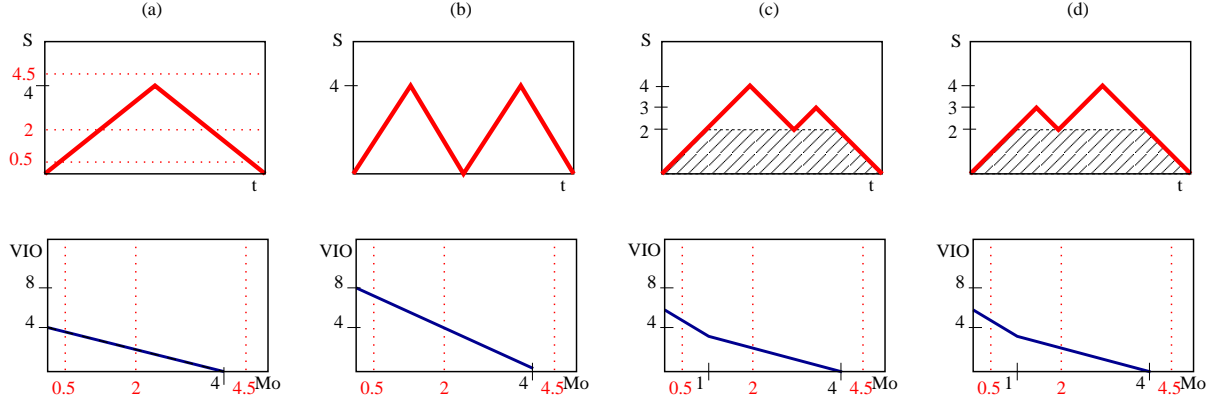 (a) (b) (c) (d)
S S S S
4.5
4 4 4 4
3 3
2 2 2
0.5
t t t t
VIO VIO VIO VIO
8 8 8 8
4 4 4 4
4 Mo 4 Mo 1 4 Mo 1 4 Mo
0.5 2 4.5 0.5 2 4.5 0.5 2 4.5 0.5 2 4.5